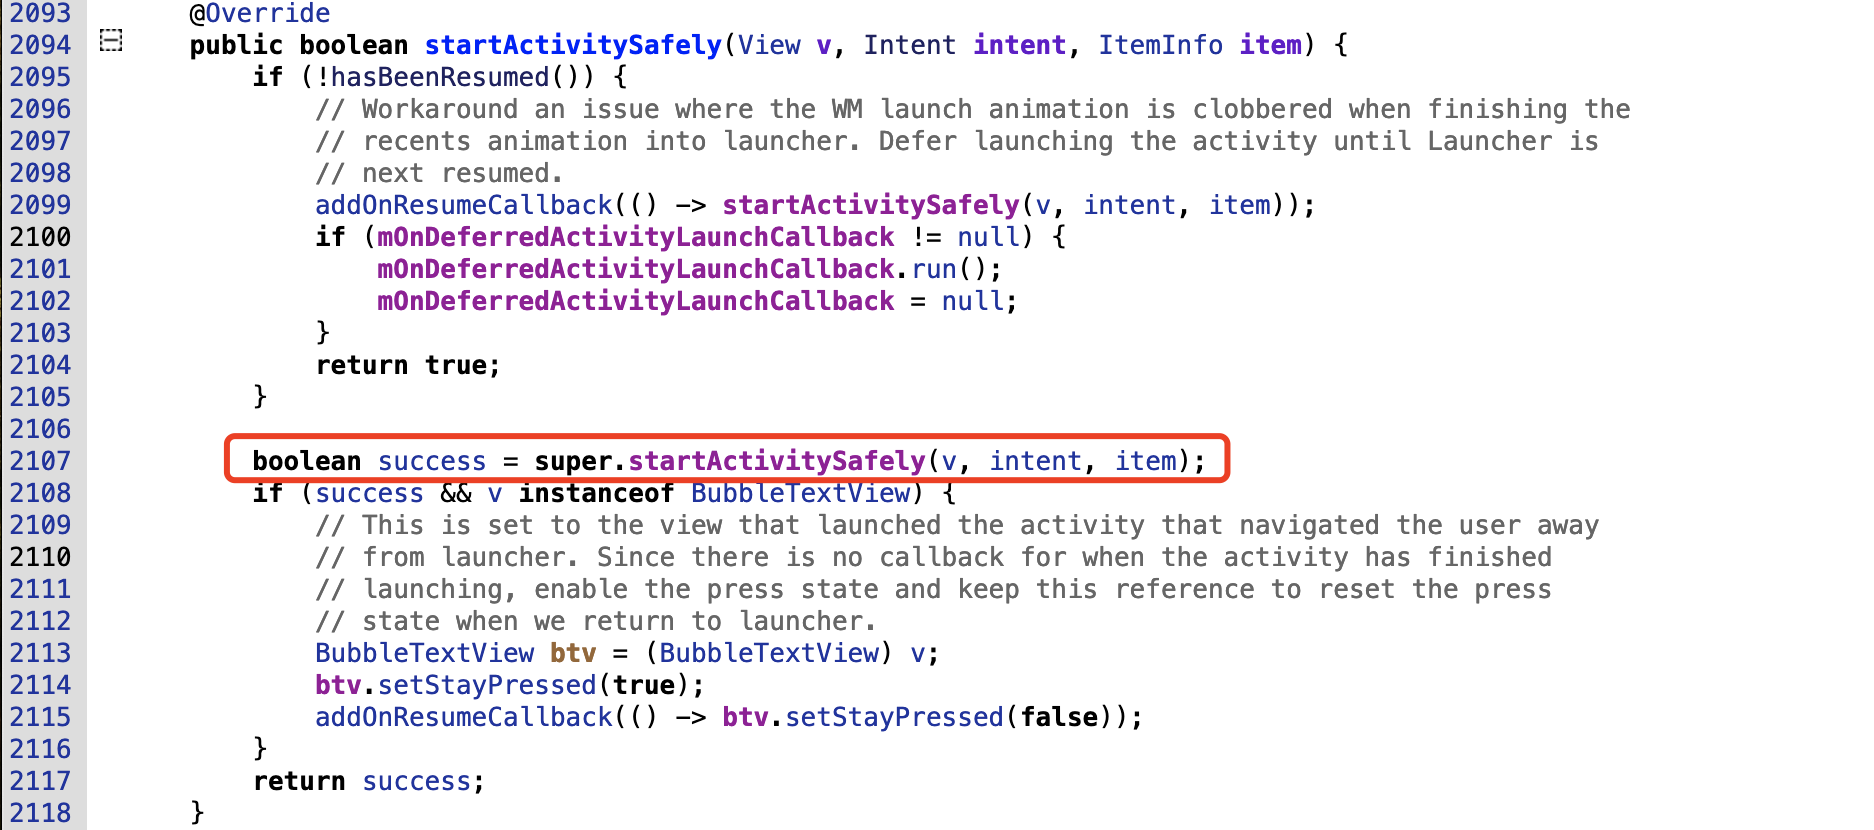 2093 @Override
2094 public boolean startActivitySafely(View v, Intent intent, ItemInfo item) {
2095 if (!hasBeenResumed()) {
2096 // Workaround an issue where the WM launch animation is clobbered when finishing the
2097 // recents animation into launcher. Defer launching the activity until Launcher is
2098 // next resumed.
2099 addOnResumeCallback(() -> startActivitySafely(v, intent, item));
2100 if (mOnDeferredActivityLaunchCallback != null) {
2101 mOnDeferredActivityLaunchCallback.run();
2102 mOnDeferredActivityLaunchCallback = null;
2103 }
2104 return true;
2105 }
2106
2107 boolean success = super.startActivitySafely(v, intent, item);
2108 if (success && v instanceof BubbleTextView) {
2109 // This is set to the view that launched the activity that navigated the user away
2110 // from launcher. Since there is no callback for when the activity has finished
2111 // launching, enable the press state and keep this reference to reset the press
2112 // state when we return to launcher.
2113 BubbleTextView btv = (BubbleTextView) v;
2114 btv.setStayPressed(true);
2115 addOnResumeCallback(() -> btv.setStayPressed(false));
2116 }
2117 return success;
2118 }